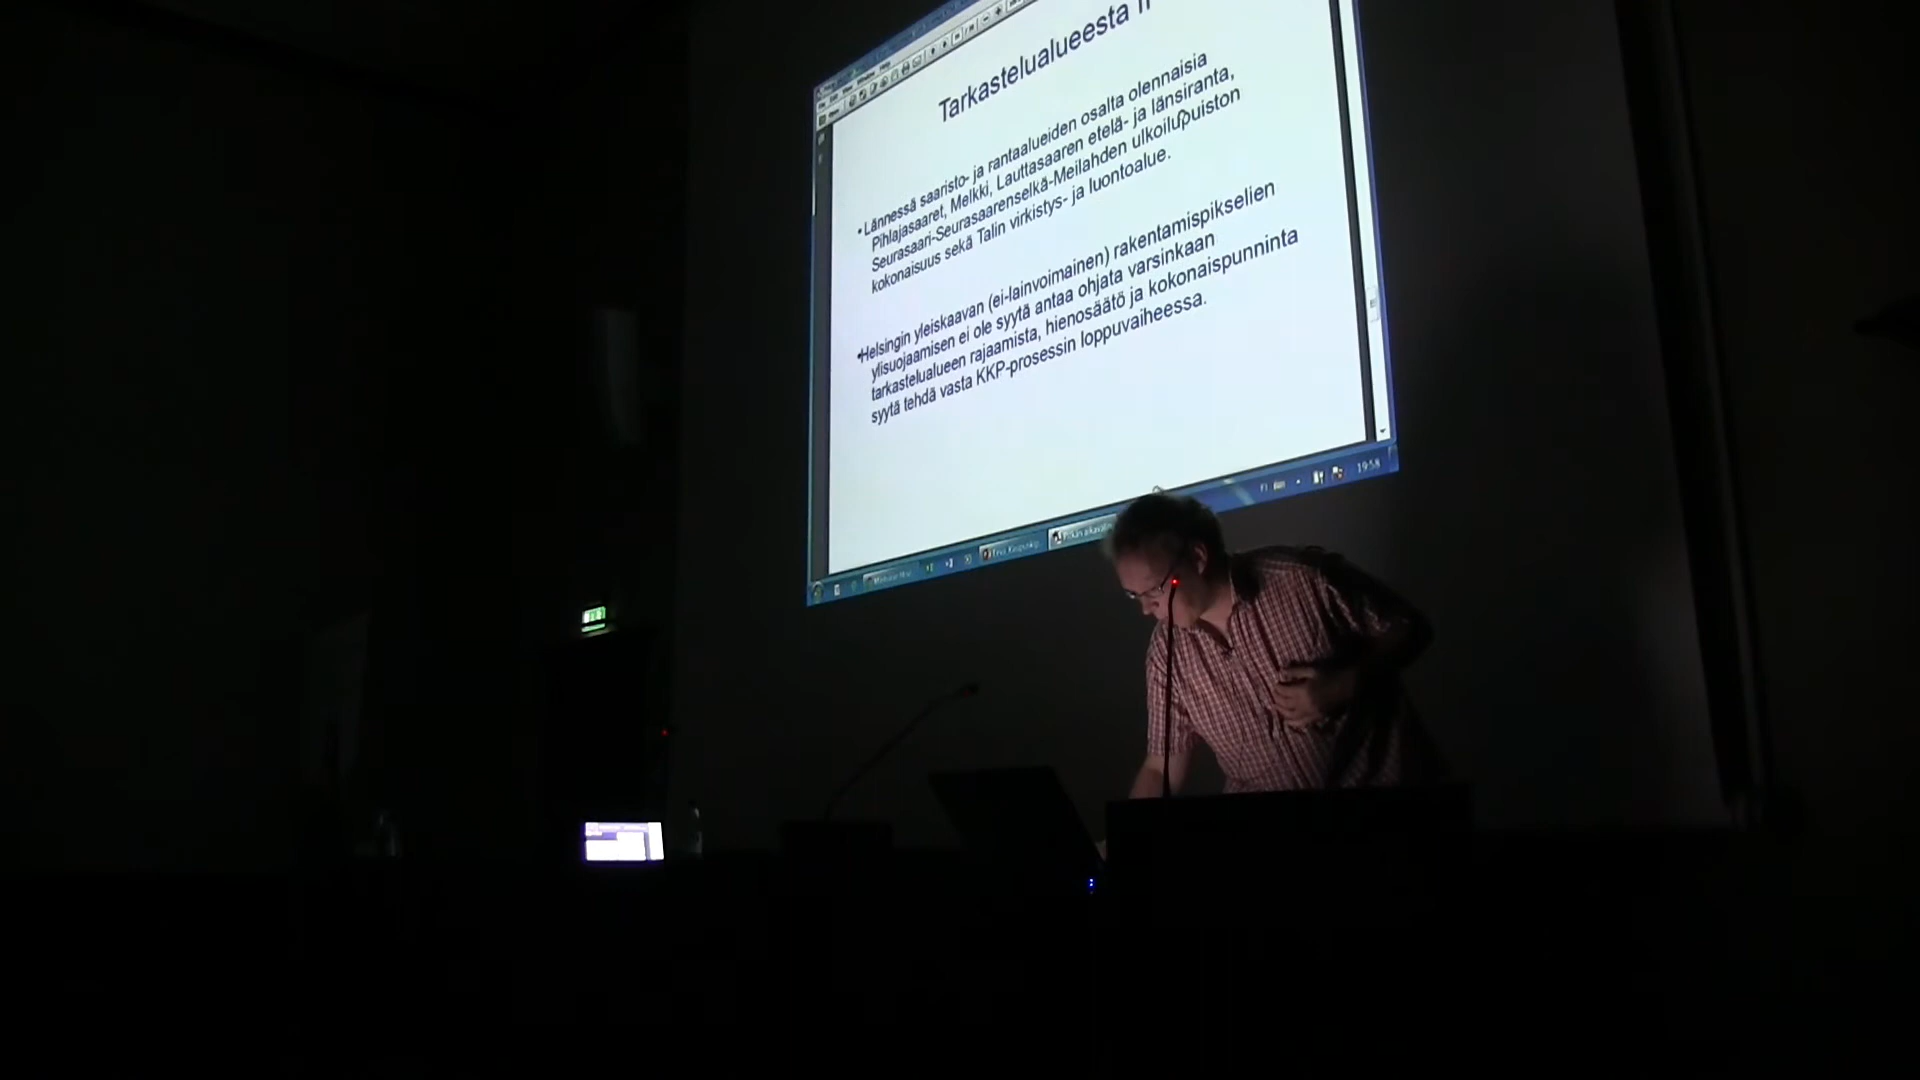 Tarkastelualueesta II
• Lännessä saaristo- ja rantaalueiden osalta olennaisia
Pihlajasaaret, Melkki, Lauttasaaren etelä- ja länsiranta,
Seurasaari-Seurasaarenselkä-Meilahden ulkoilupuiston
kokonaisuus sekä Talin virkistys- ja luontoalue.
•Helsingin yleiskaavan (ei-lainvoimainen) rakentamispikselien
ylisuojaamisen ei ole syytä antaa ohjata varsinkaan
tarkastelualueen rajaamista, hienosäätö ja kokonaispunninta
syytä tehdä vasta KKP-prosessin loppuvaiheessa.
FI
19:58